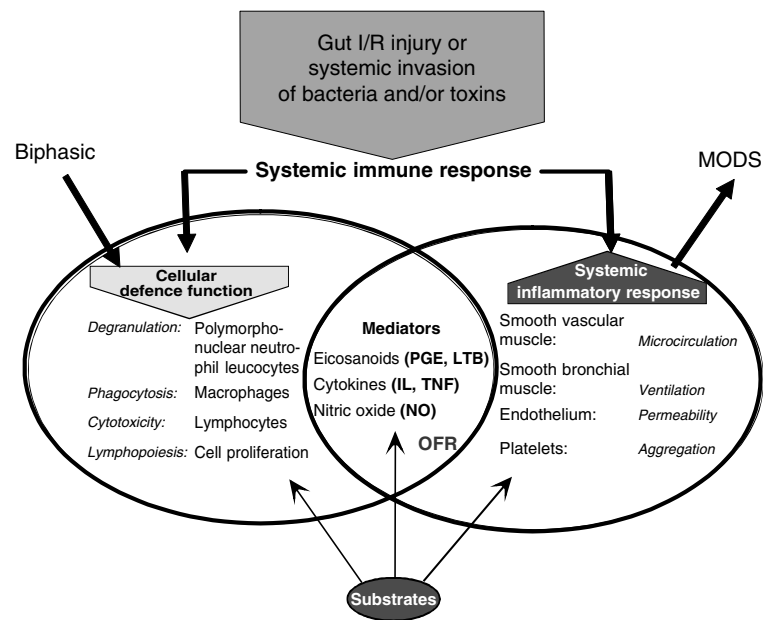 Gut I/R injury or
systemic invasion
of bacteria and/or toxins
Biphasic
Systemic immune response
MODS
Cellular
defence function
Degranulation: Polymorpho-
nuclear neutro-
phil leucocytes
Phagocytosis: Macrophages
Cytotoxicity: Lymphocytes
Lymphopoiesis: Cell proliferation
Mediators
Eicosanoids (PGE, LTB)
Cytokines (IL, TNF)
Nitric oxide (NO)
OFR
Systemic
inflammatory response
Smooth vascular
muscle: Microcirculation
Smooth bronchial
muscle: Ventilation
Endothelium: Permeability
Platelets: Aggregation
Substrates